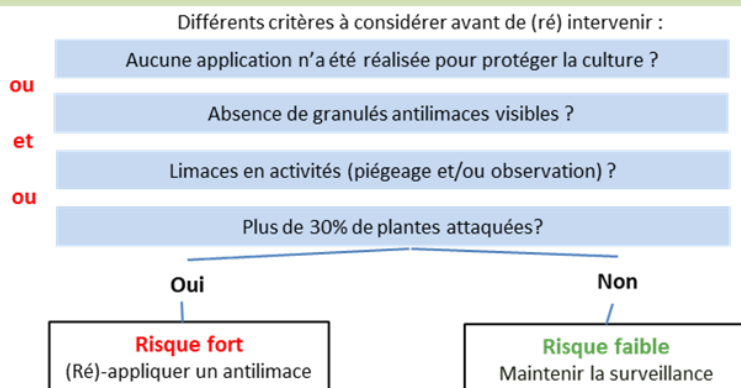 Différents critères à considérer avant de (ré) intervenir :
Aucune application n'a été réalisée pour protéger la culture ?
ou
Absence de granulés antilimaces visibles ?
et
Limaces en activités (piégeage et/ou observation) ?
ou
Plus de 30% de plantes attaquées?
Oui
Non
Risque fort
(Ré)-appliquer un antilimace
Risque faible
Maintenir la surveillance